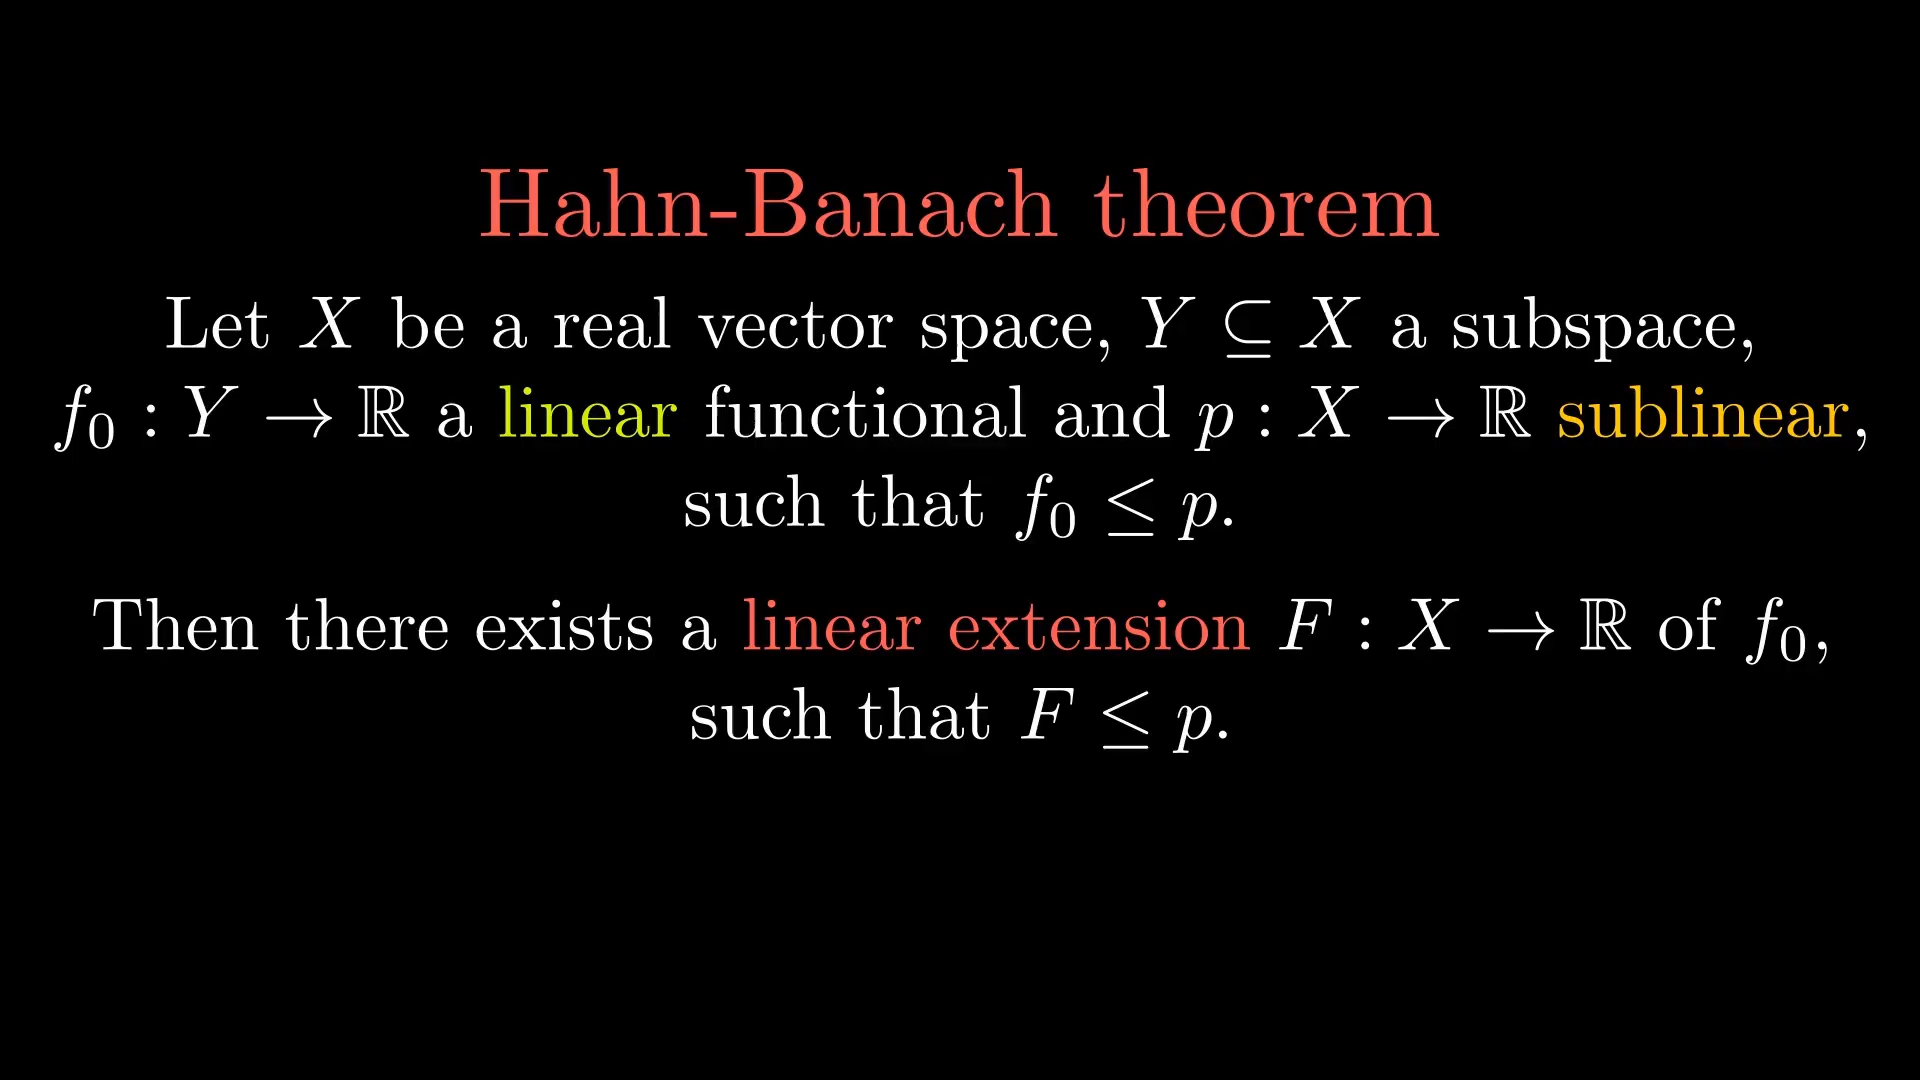 Hahn-Banach theorem
Let X be a real vector space, Y ⊆ X a subspace,
f₀ : Y → ℝ a linear functional and p : X → ℝ sublinear,
such that f₀ ≤ p.
Then there exists a linear extension F : X → ℝ of f₀,
such that F ≤ p.